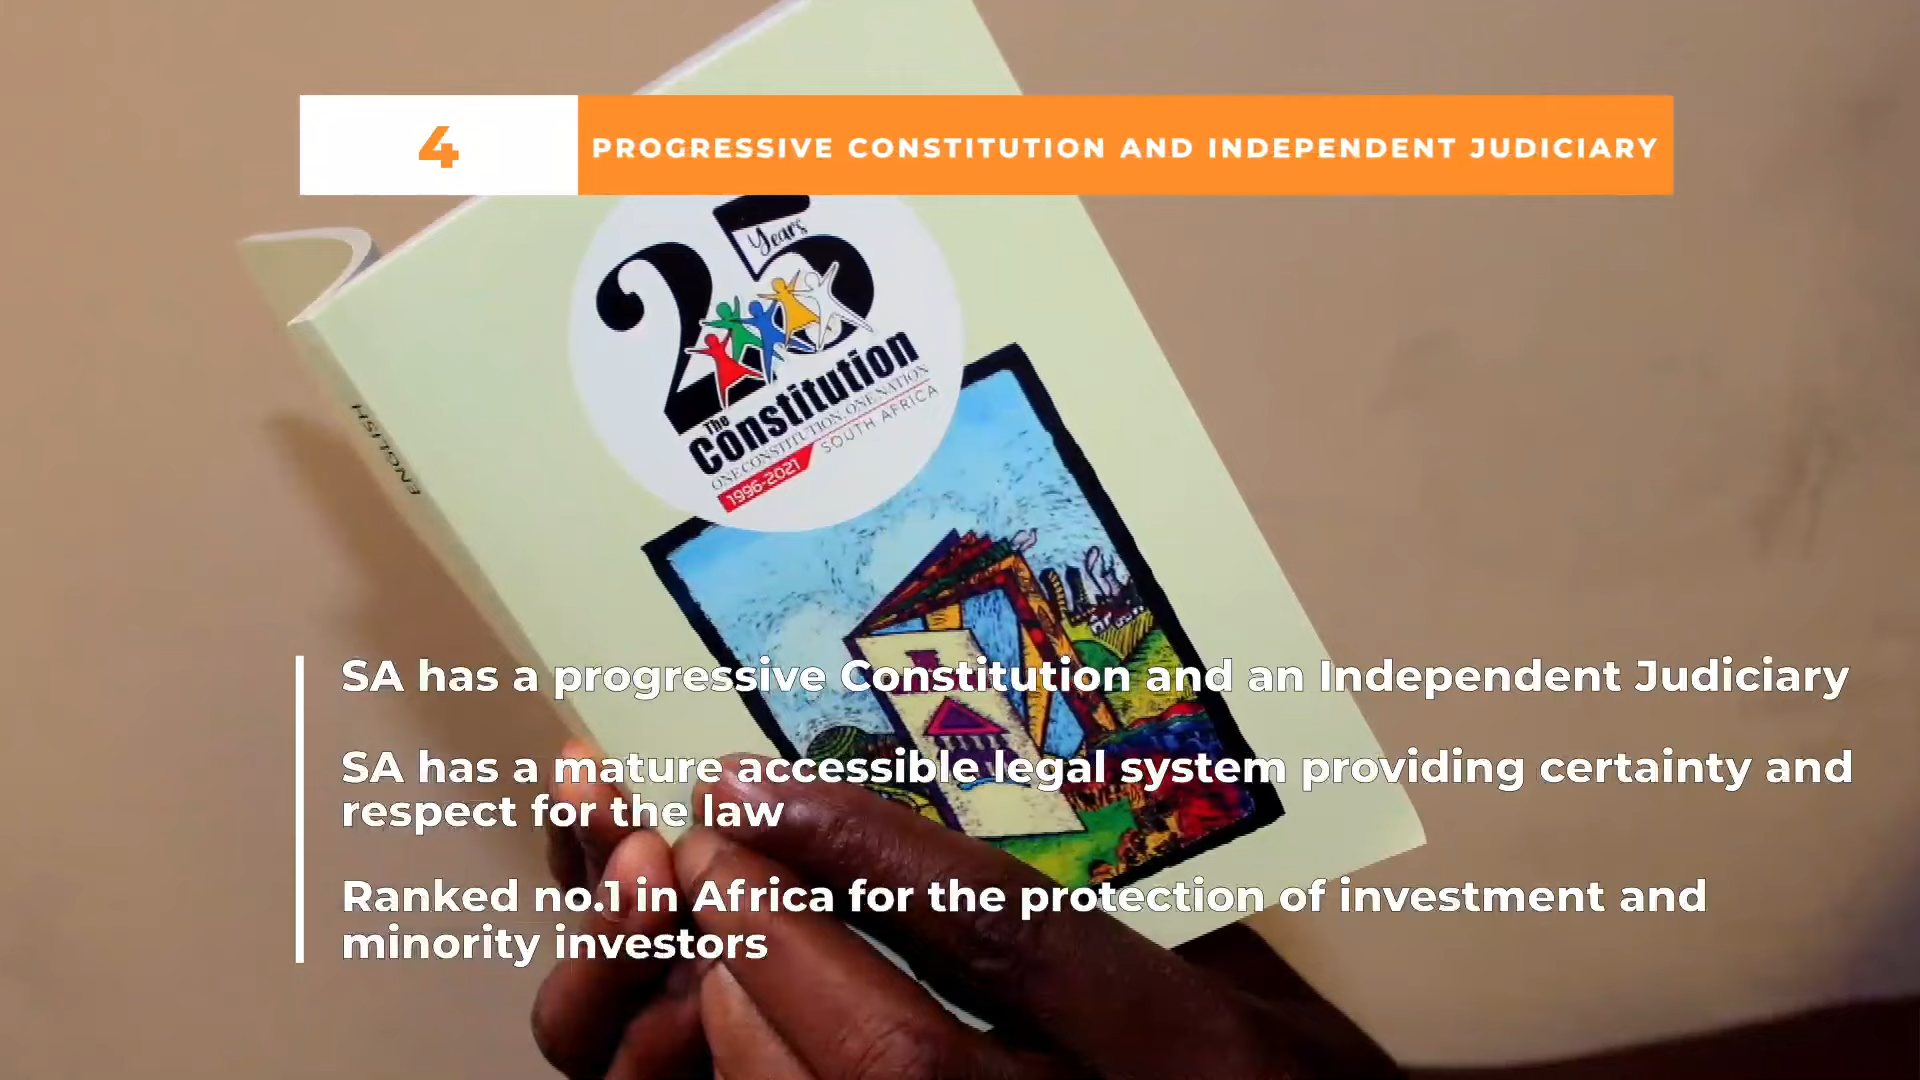 4
PROGRESSIVE CONSTITUTION AND INDEPENDENT JUDICIARY
25
Years
The
Constitution
ONE CONSTITUTION, ONE NATION
1996-2021
SOUTH AFRICA
ENGLISH
SA has a progressive Constitution and an Independent Judiciary
SA has a mature accessible legal system providing certainty and
respect for the law
Ranked no.1 in Africa for the protection of investment and
minority investors